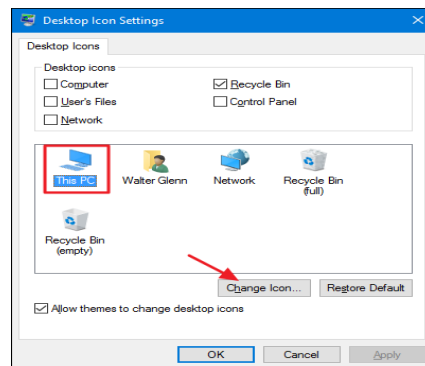 Desktop Icon Settings
Desktop Icons
Desktop icons
Computer
Recycle Bin
User's Files
Control Panel
Network
This PC
Walter Glenn
Network
Recycle Bin
(full)
Recycle Bin
(empty)
Change Icon...
Restore Default
Allow themes to change desktop icons
OK
Cancel
Apply